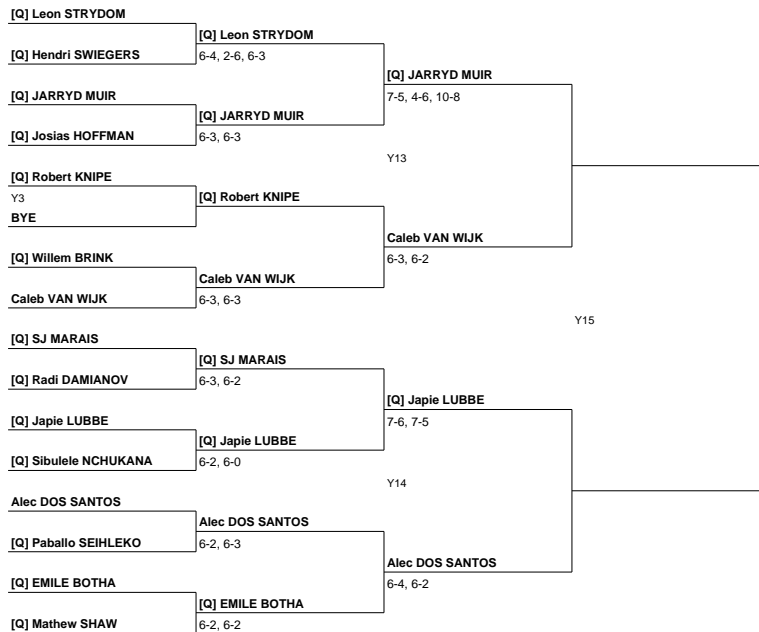 [Q] Leon STRYDOM
[Q] Leon STRYDOM
[Q] Hendri SWIEGERS
6-4, 2-6, 6-3
[Q] JARRYD MUIR
[Q] JARRYD MUIR
7-5, 4-6, 10-8
[Q] JARRYD MUIR
[Q] Josias HOFFMAN
6-3, 6-3
Y13
[Q] Robert KNIPE
Y3
[Q] Robert KNIPE
BYE
Caleb VAN WIJK
[Q] Willem BRINK
6-3, 6-2
Caleb VAN WIJK
Caleb VAN WIJK
6-3, 6-3
Y15
[Q] SJ MARAIS
[Q] SJ MARAIS
[Q] Radi DAMIANOV
6-3, 6-2
[Q] Japie LUBBE
[Q] Japie LUBBE
7-6, 7-5
[Q] Japie LUBBE
[Q] Sibulele NCHUKANA
6-2, 6-0
Y14
Alec DOS SANTOS
Alec DOS SANTOS
[Q] Paballo SEIHLEKO
6-2, 6-3
Alec DOS SANTOS
[Q] EMILE BOTHA
6-4, 6-2
[Q] EMILE BOTHA
[Q] Mathew SHAW
6-2, 6-2